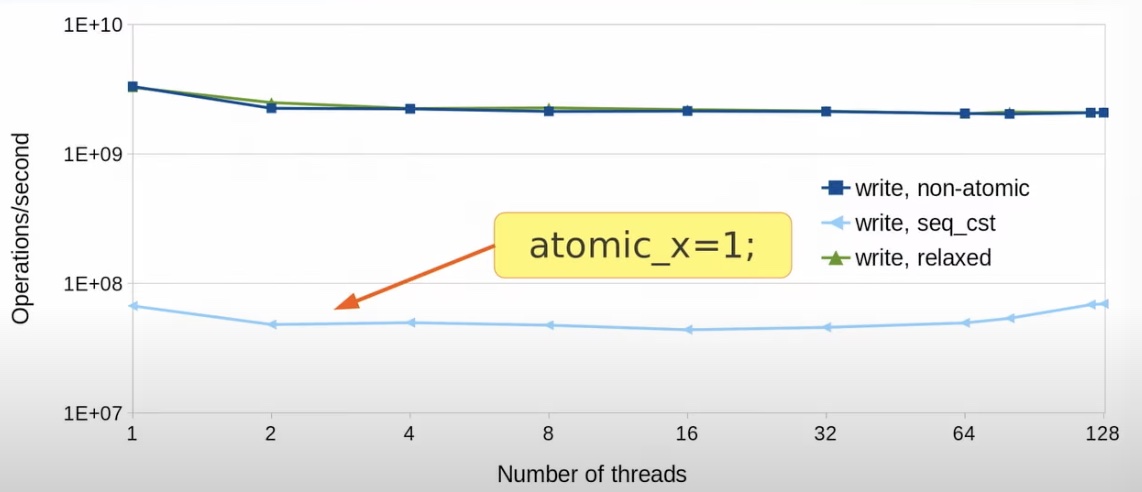 1E+10
1E+09
1E+08
1E+07
Operations/second
write, non-atomic
write, seq_cst
write, relaxed
atomic_x=1;
1 2 4 8 16 32 64 128
Number of threads